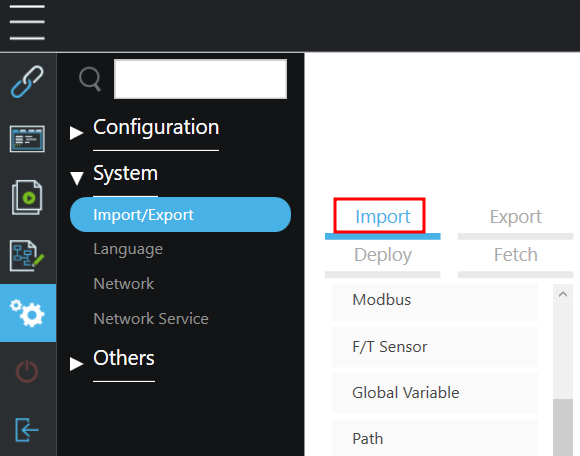 Configuration
System
Import/Export
Language
Network
Network Service
Others
Import Export
Deploy Fetch
Modbus
F/T Sensor
Global Variable
Path